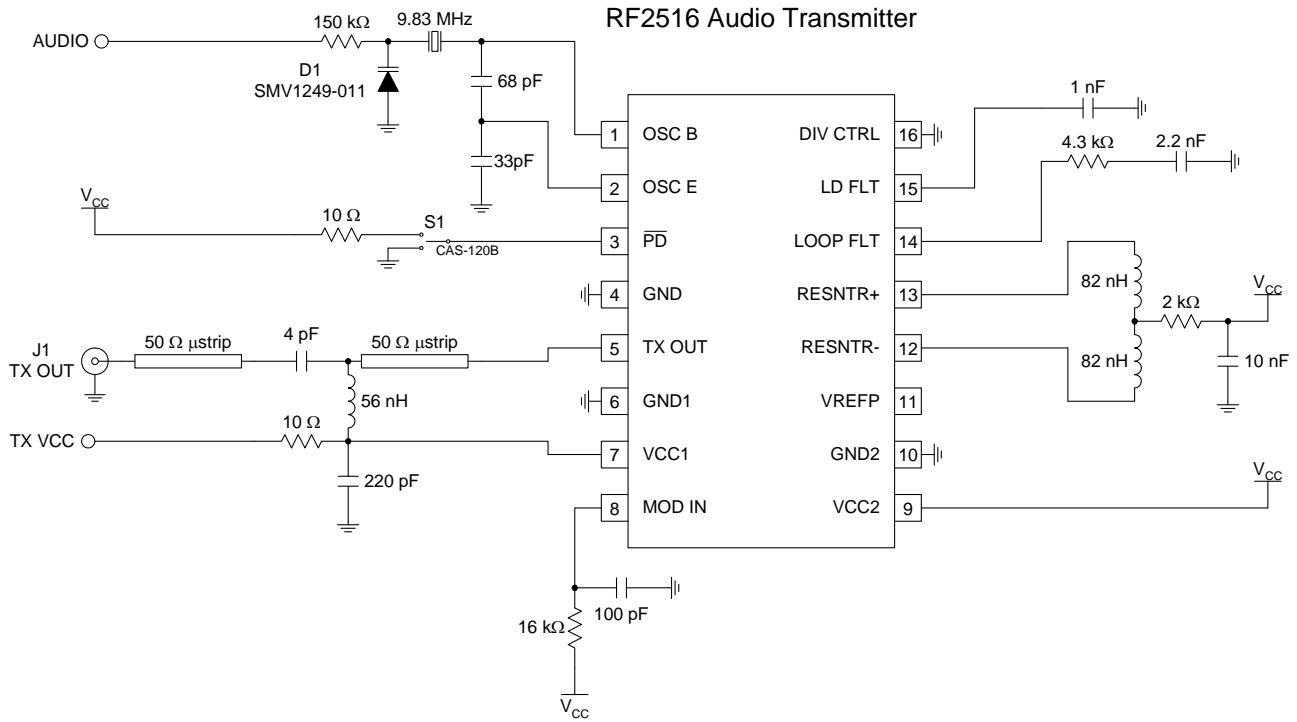 RF2516 Audio Transmitter
AUDIO
150 kΩ
9.83 MHz
D1
SMV1249-011
68 pF
33pF
V_CC
10 Ω
S1
CAS-120B
J1
TX OUT
50 Ω µstrip
4 pF
50 Ω µstrip
56 nH
TX VCC
10 Ω
220 pF
1 OSC B
2 OSC E
3 P̅D̅
4 GND
5 TX OUT
6 GND1
7 VCC1
8 MOD IN
DIV CTRL 16
LD FLT 15
LOOP FLT 14
RESNTR+ 13
RESNTR- 12
VREFP 11
GND2 10
VCC2 9
1 nF
4.3 kΩ
2.2 nF
82 nH
82 nH
2 kΩ
V_CC
10 nF
V_CC
100 pF
16 kΩ
V_CC